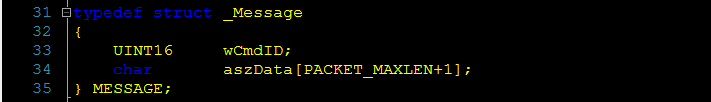 31 typedef struct _Message
32 {
33     UINT16      wCmdID;
34     char        aszData[PACKET_MAXLEN+1];
35 } MESSAGE;